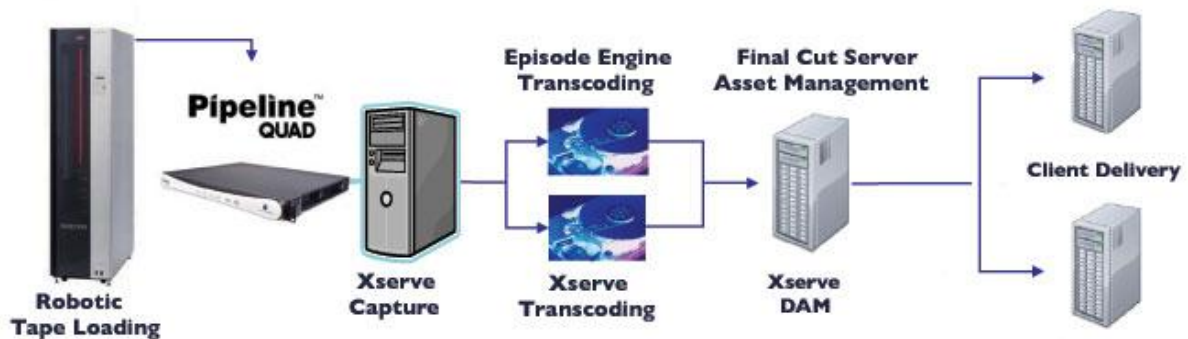 Robotic
Tape Loading
Pipeline™
QUAD
Xserve
Capture
Episode Engine
Transcoding
Xserve
Transcoding
Final Cut Server
Asset Management
Xserve
DAM
Client Delivery